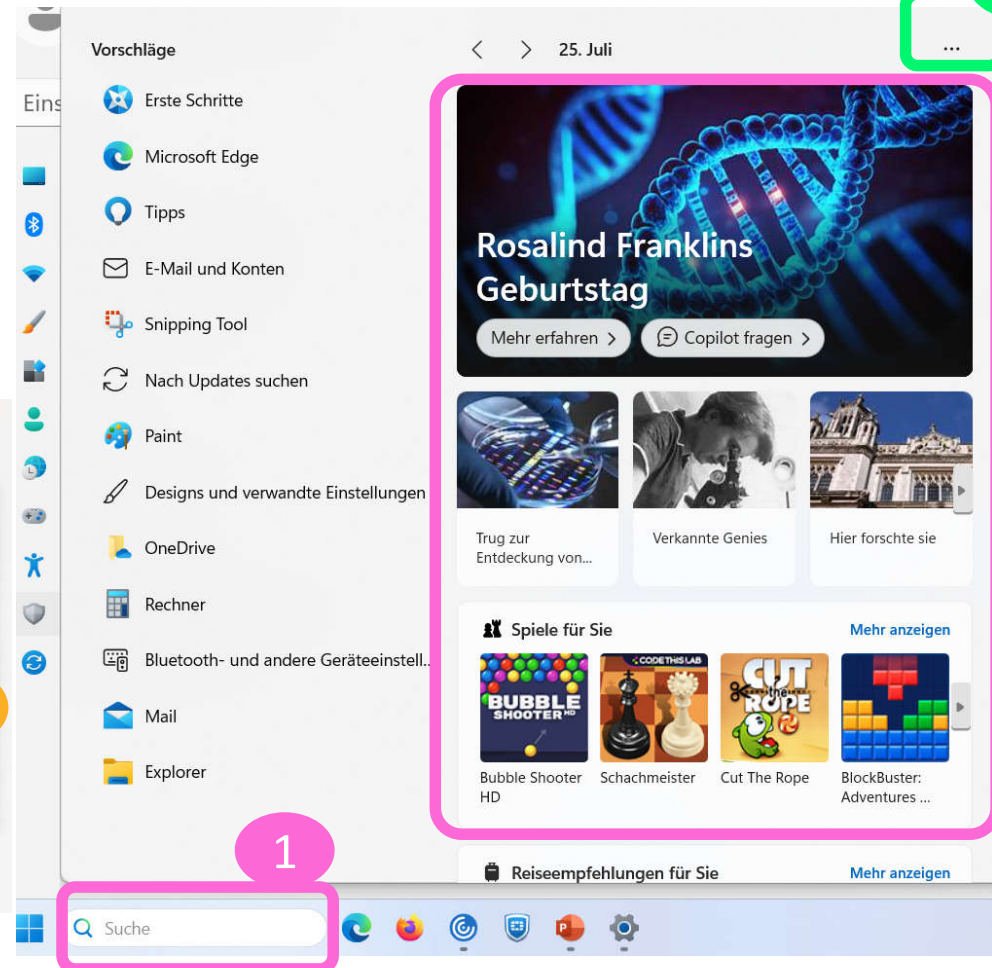 Vorschläge
Erste Schritte
Microsoft Edge
Tipps
E-Mail und Konten
Snipping Tool
Nach Updates suchen
Paint
Designs und verwandte Einstellungen
OneDrive
Rechner
Bluetooth- und andere Geräteeinstell..
Mail
Explorer
Eins
25. Juli
...
Rosalind Franklins
Geburtstag
Mehr erfahren
Copilot fragen
Trug zur
Entdeckung von...
Verkannte Genies
Hier forschte sie
Spiele für Sie
Mehr anzeigen
BUBBLE
SHOOTER HD
CODETHISLAB
CUT
the
ROPE
Bubble Shooter
HD
Schachmeister
Cut The Rope
BlockBuster:
Adventures ...
Reiseempfehlungen für Sie
Mehr anzeigen
1
Suche